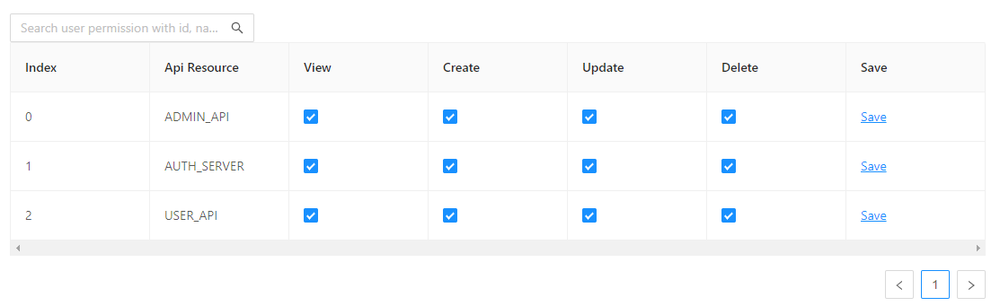 Search user permission with id, na...
Index Api Resource View Create Update Delete Save
0 ADMIN_API Save
1 AUTH_SERVER Save
2 USER_API Save
1